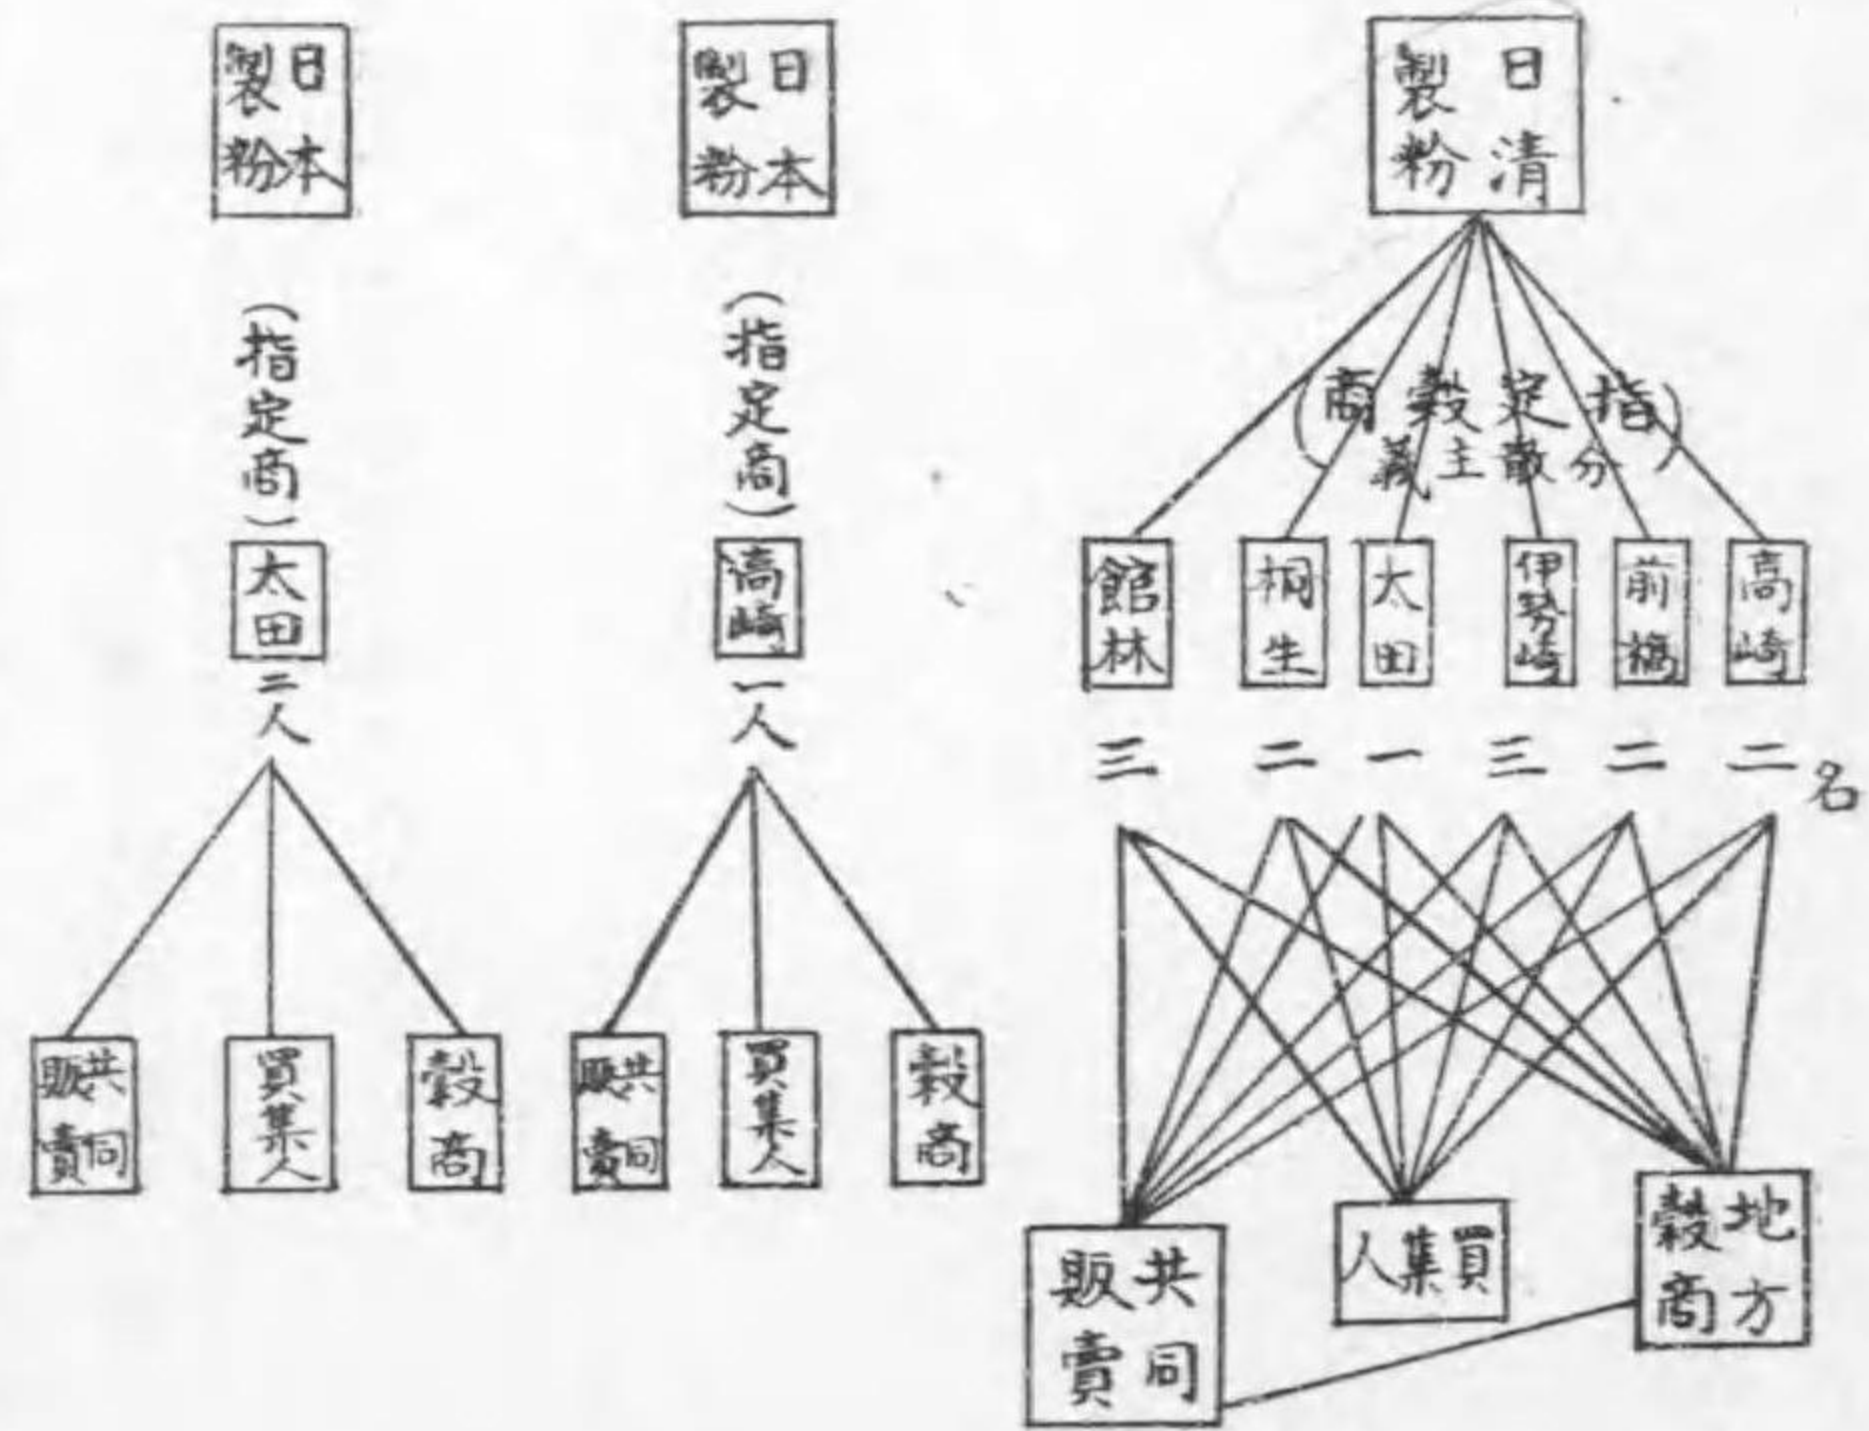 日清製粉
（指定穀商
分散主義）
高崎
前橋
伊勢崎
太田
桐生
館林
二名
二
三
一
二
三
地方穀商
買集人
共同販賣
日本製粉
（指定商）
高崎
一人
穀商
買集人
共同販賣
日本製粉
（指定商）
太田
二人
穀商
買集人
共同販賣